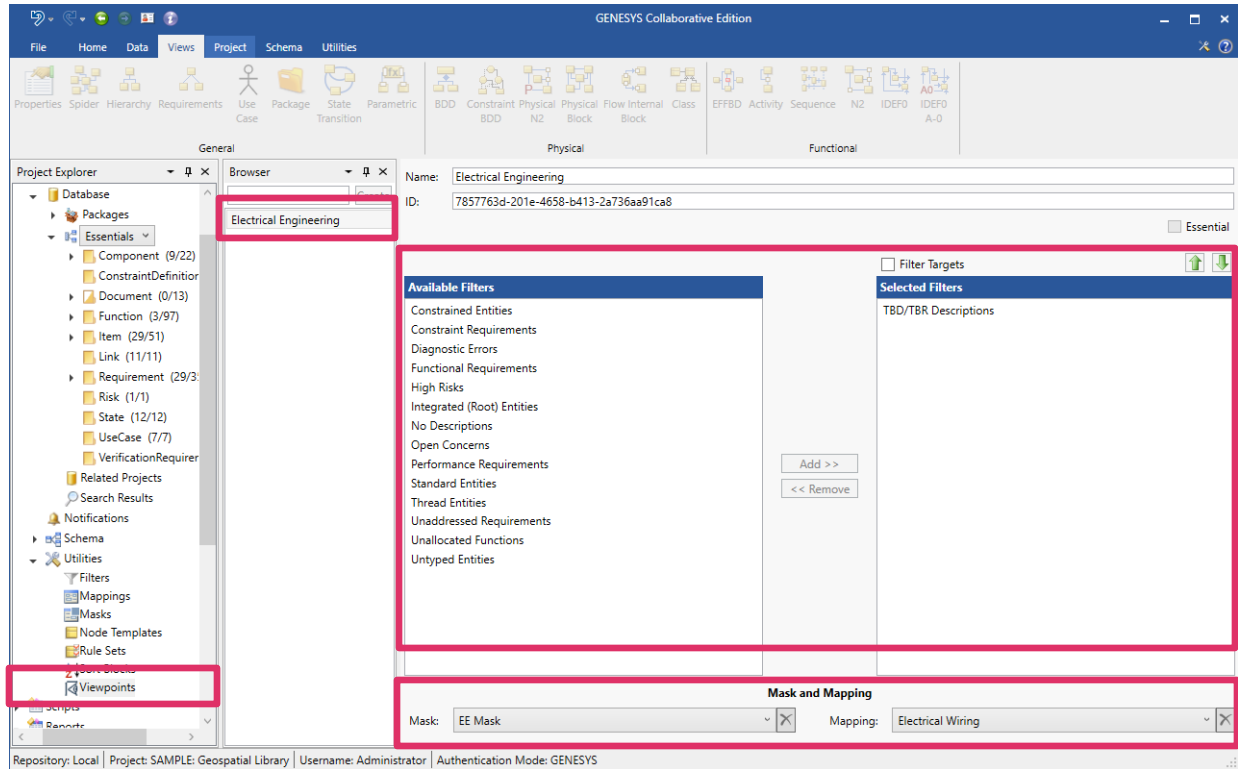 GENESYS Collaborative Edition
File Home Data Views Project Schema Utilities
Properties Spider Hierarchy Requirements Use Case Package State Transition Parametric
General
BDD Constraint BDD Physical N2 Physical Block Flow Internal Block Class
Physical
EFFBD Activity Sequence N2 IDEF0 IDEF0 A-0
Functional
Project Explorer
Database
Packages
Essentials
Component (9/22)
ConstraintDefinition
Document (0/13)
Function (3/97)
Item (29/51)
Link (11/11)
Requirement (29/3
Risk (1/1)
State (12/12)
UseCase (7/7)
VerificationRequirer
Related Projects
Search Results
Notifications
Schema
Utilities
Filters
Mappings
Masks
Node Templates
Rule Sets
Viewpoints
Scripts
Reports
Browser
Electrical Engineering
Name: Electrical Engineering
ID: 7857763d-201e-4658-b413-2a736aa91ca8
Essential
Filter Targets
Available Filters
Constrained Entities
Constraint Requirements
Diagnostic Errors
Functional Requirements
High Risks
Integrated (Root) Entities
No Descriptions
Open Concerns
Performance Requirements
Standard Entities
Thread Entities
Unaddressed Requirements
Unallocated Functions
Untyped Entities
Add >>
<< Remove
Selected Filters
TBD/TBR Descriptions
Mask and Mapping
Mask: EE Mask Mapping: Electrical Wiring
Repository: Local Project: SAMPLE: Geospatial Library Username: Administrator Authentication Mode: GENESYS